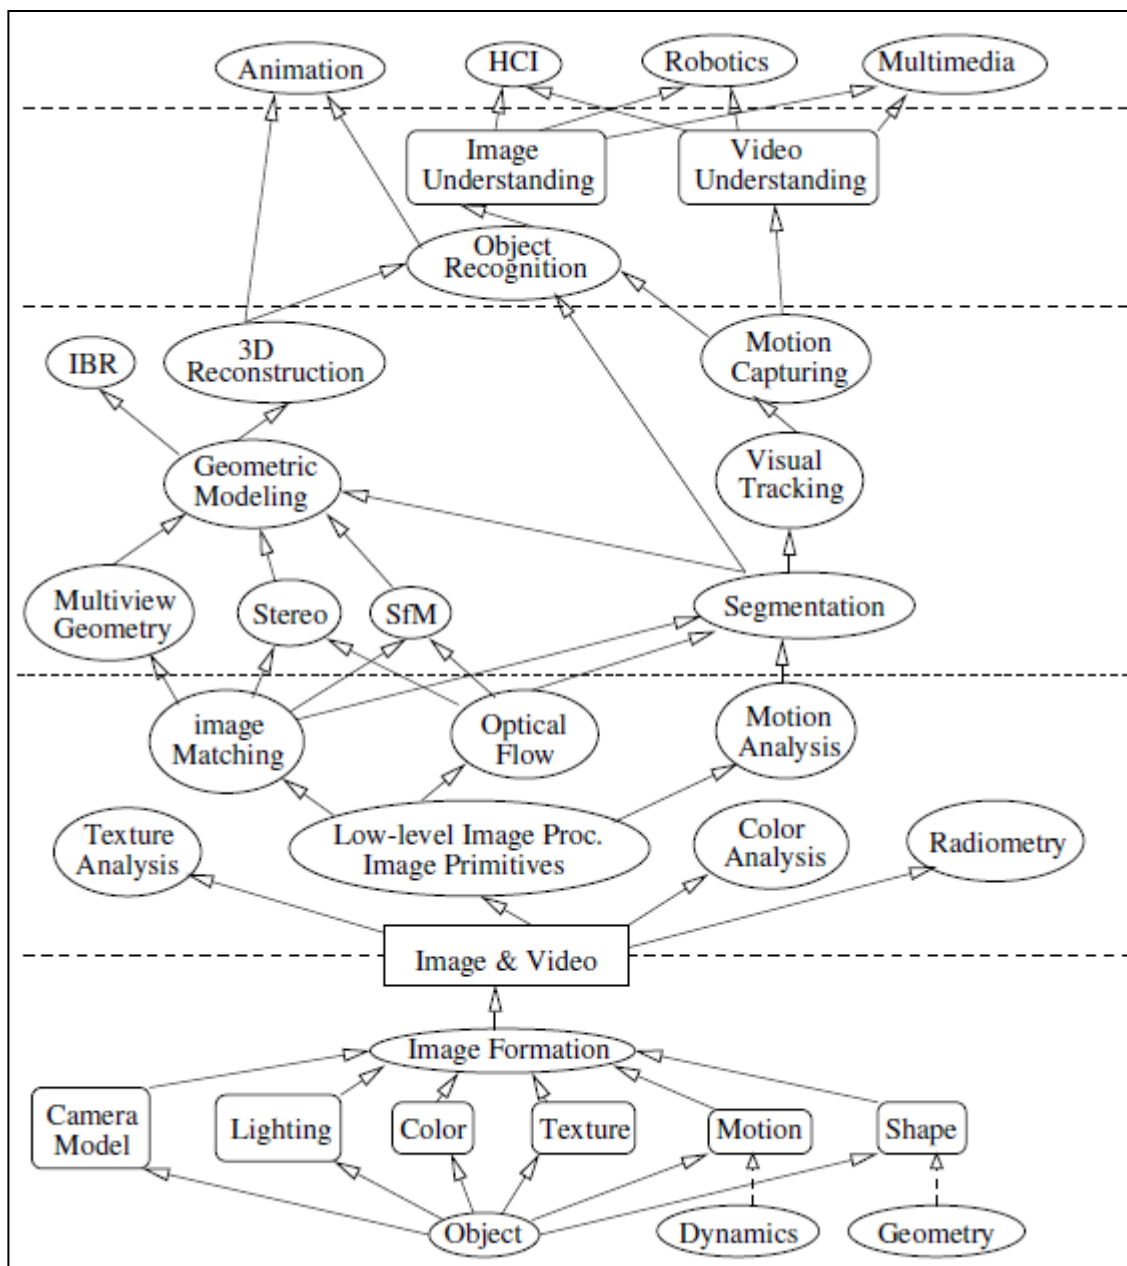 Animation
HCI
Robotics
Multimedia
Image
Understanding
Video
Understanding
Object
Recognition
IBR
3D
Reconstruction
Motion
Capturing
Geometric
Modeling
Visual
Tracking
Multiview
Geometry
Stereo
SfM
Segmentation
image
Matching
Optical
Flow
Motion
Analysis
Texture
Analysis
Low-level Image Proc.
Image Primitives
Color
Analysis
Radiometry
Image & Video
Image Formation
Camera
Model
Lighting
Color
Texture
Motion
Shape
Object
Dynamics
Geometry